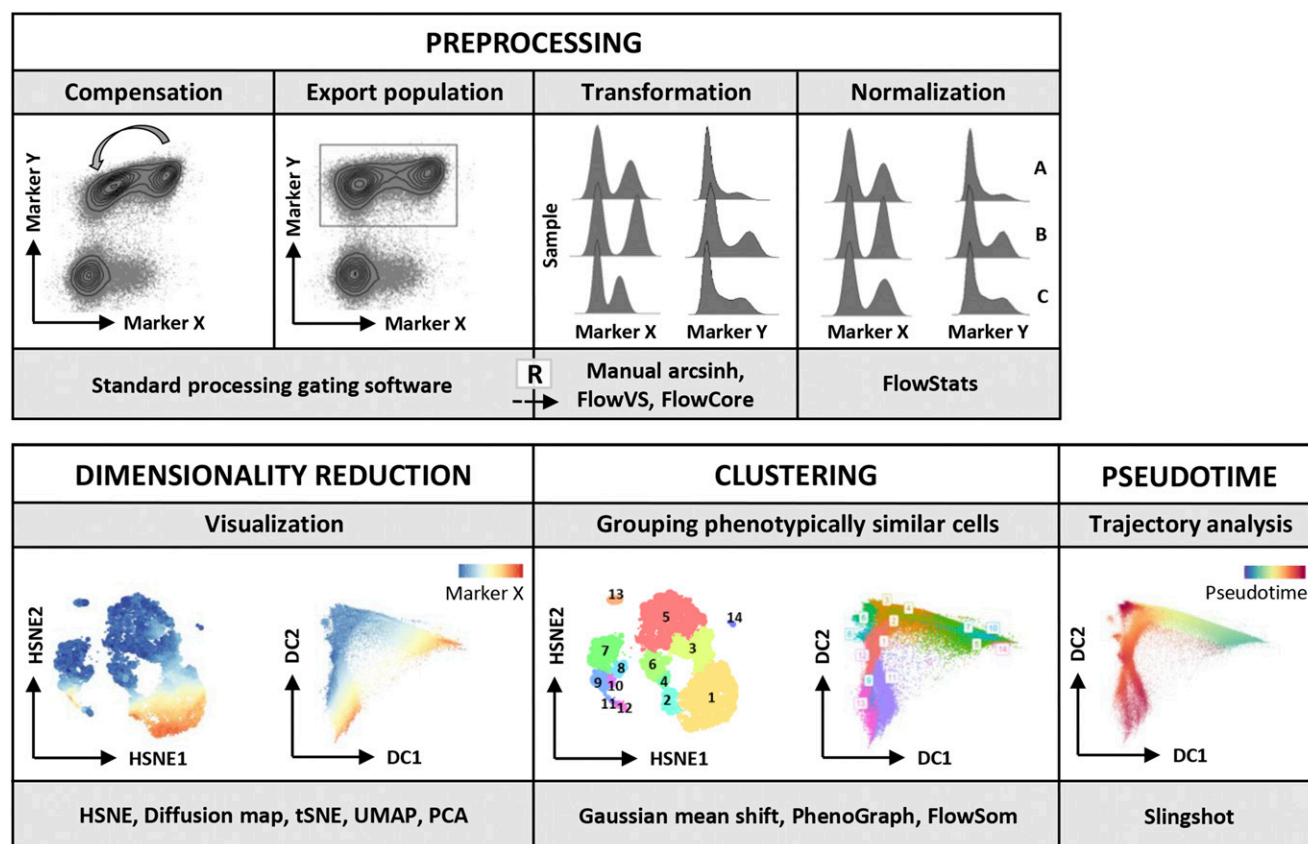 PREPROCESSING
Compensation
Export population
Transformation
Normalization
Marker Y
Marker X
Marker Y
Marker X
Sample
Marker X
Marker Y
A
B
C
Marker X
Marker Y
Standard processing gating software
R
Manual arcsinh,
FlowVS, FlowCore
FlowStats
DIMENSIONALITY REDUCTION
CLUSTERING
PSEUDOTIME
Visualization
Grouping phenotypically similar cells
Trajectory analysis
HSNE2
HSNE1
Marker X
DC2
DC1
HSNE2
13
5
14
3
7
6
8
4
9
10
1
2
11
12
HSNE1
DC2
DC1
Pseudotime
DC2
DC1
HSNE, Diffusion map, tSNE, UMAP, PCA
Gaussian mean shift, PhenoGraph, FlowSom
Slingshot